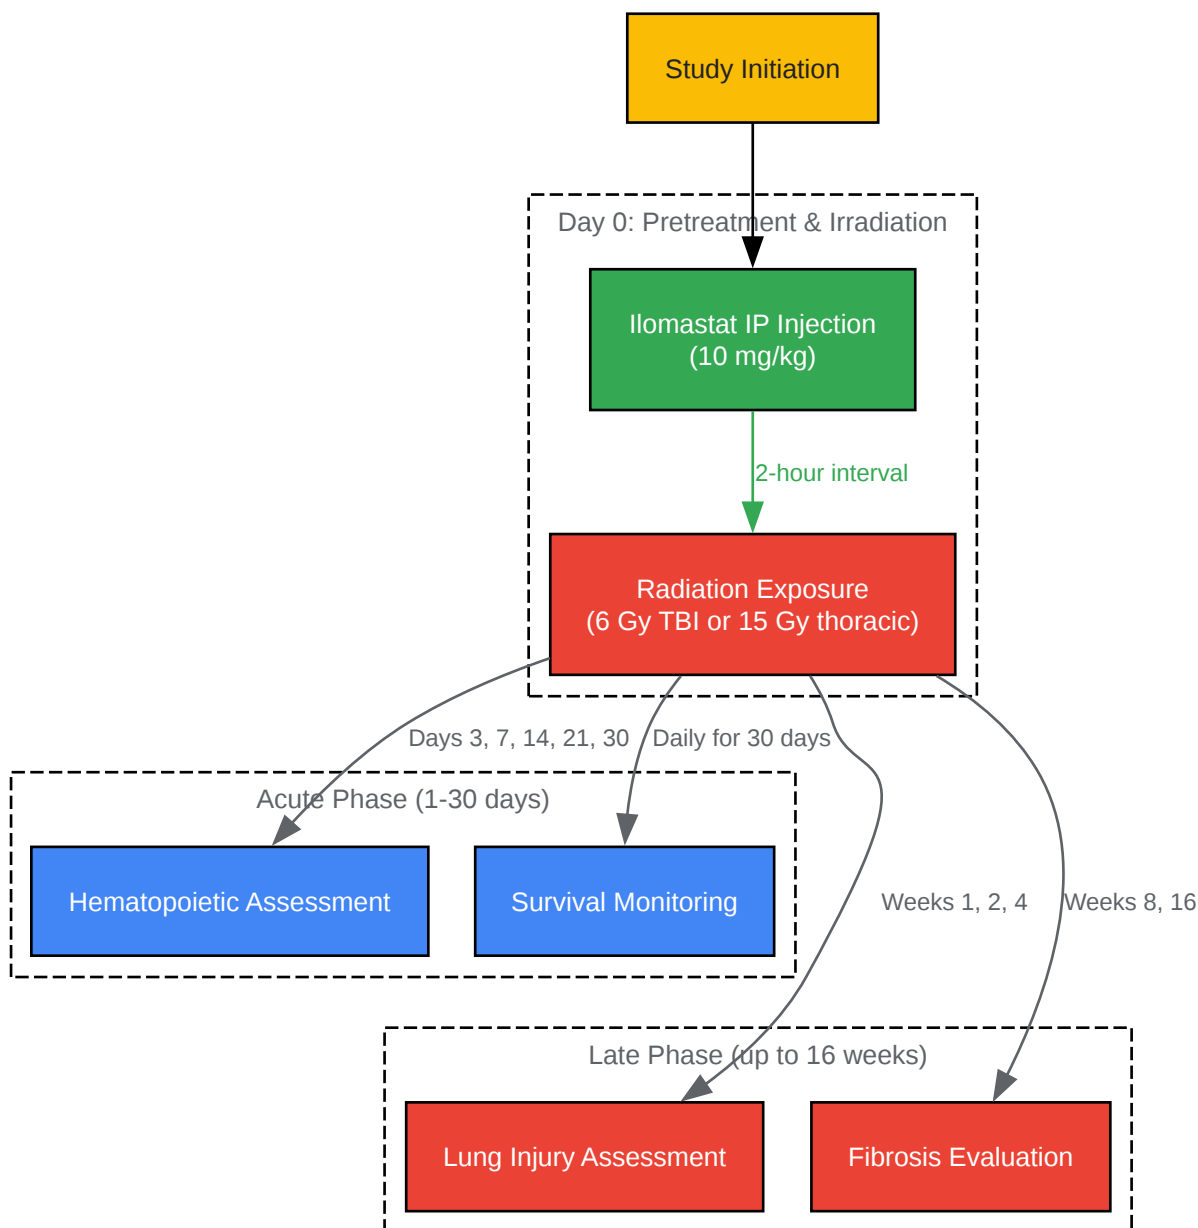 Study Initiation
Day 0: Pretreatment & Irradiation
Ilomastat IP Injection
(10 mg/kg)
2-hour interval
Radiation Exposure
(6 Gy TBI or 15 Gy thoracic)
Days 3, 7, 14, 21, 30
Daily for 30 days
Acute Phase (1-30 days)
Hematopoietic Assessment
Survival Monitoring
Weeks 1, 2, 4
Weeks 8, 16
Late Phase (up to 16 weeks)
Lung Injury Assessment
Fibrosis Evaluation